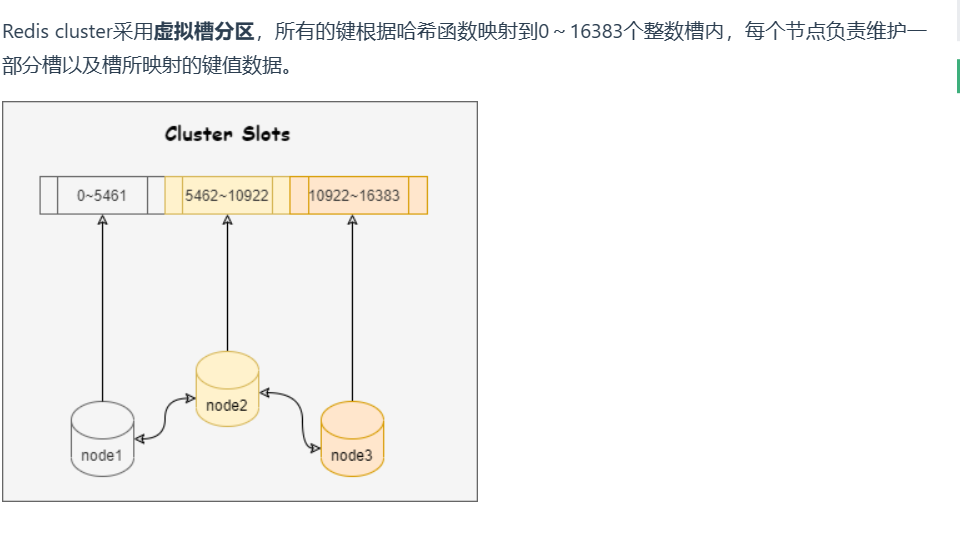 Redis cluster采用虚拟槽分区，所有的键根据哈希函数映射到0～16383个整数槽内，每个节点负责维护一
部分槽以及槽所映射的键值数据。
Cluster Slots
0~5461 5462~10922 10922~16383
node2
node1 node3